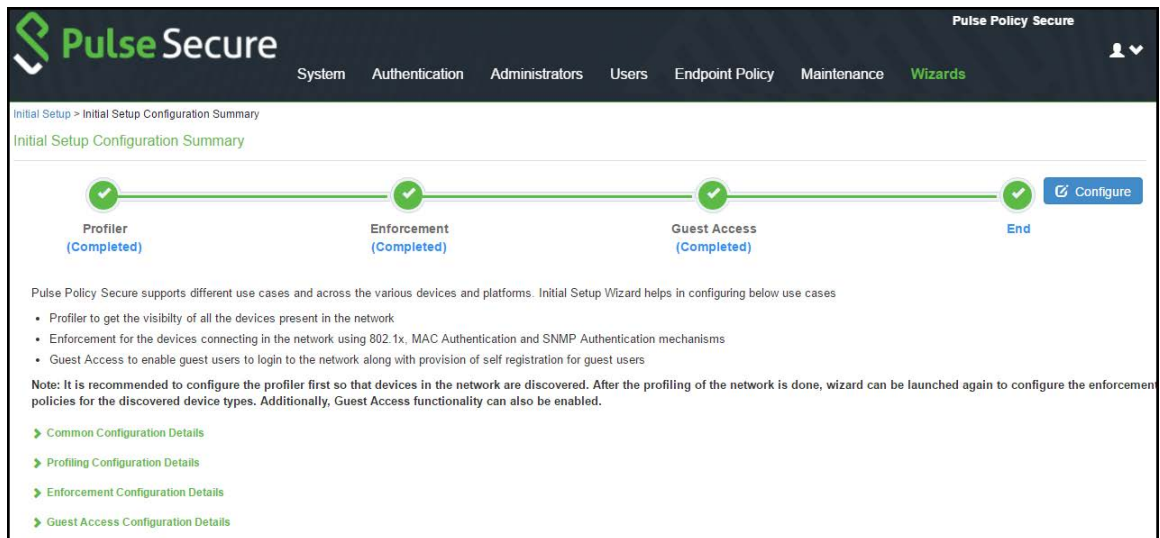 Pulse Secure
Pulse Policy Secure
System Authentication Administrators Users Endpoint Policy Maintenance Wizards
Initial Setup > Initial Setup Configuration Summary
Initial Setup Configuration Summary
Configure
Profiler Enforcement Guest Access End
(Completed) (Completed) (Completed)
Pulse Policy Secure supports different use cases and across the various devices and platforms. Initial Setup Wizard helps in configuring below use cases
• Profiler to get the visibilty of all the devices present in the network
• Enforcement for the devices connecting in the network using 802.1x, MAC Authentication and SNMP Authentication mechanisms
• Guest Access to enable guest users to login to the network along with provision of self registration for guest users
Note: It is recommended to configure the profiler first so that devices in the network are discovered. After the profiling of the network is done, wizard can be launched again to configure the enforcement
policies for the discovered device types. Additionally, Guest Access functionality can also be enabled.
Common Configuration Details
Profiling Configuration Details
Enforcement Configuration Details
Guest Access Configuration Details